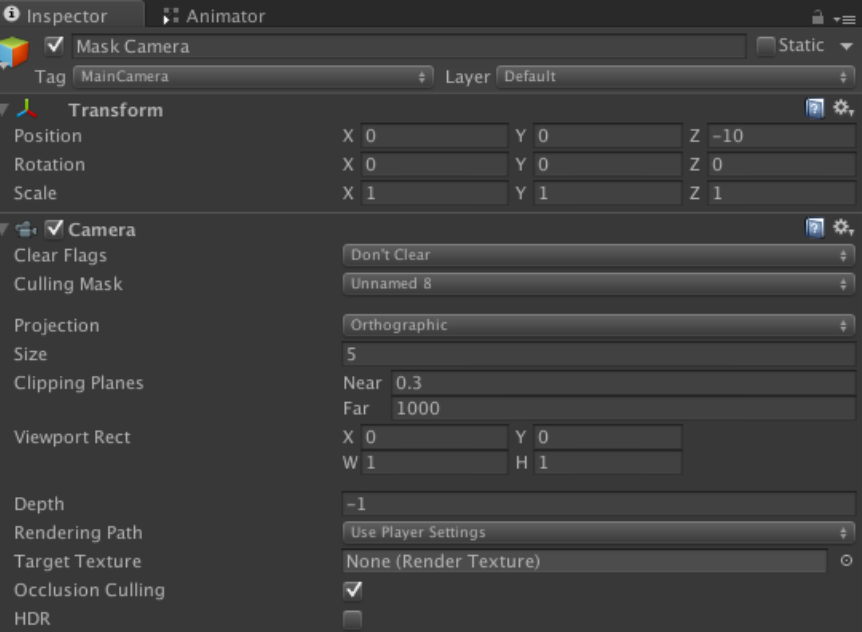 Inspector Animator
Mask Camera Static
Tag MainCamera Layer Default
Transform
Position X 0 Y 0 Z -10
Rotation X 0 Y 0 Z 0
Scale X 1 Y 1 Z 1
Camera
Clear Flags Don't Clear
Culling Mask Unnamed 8
Projection Orthographic
Size 5
Clipping Planes Near 0.3
Far 1000
Viewport Rect X 0 Y 0
W 1 H 1
Depth -1
Rendering Path Use Player Settings
Target Texture None (Render Texture)
Occlusion Culling
HDR